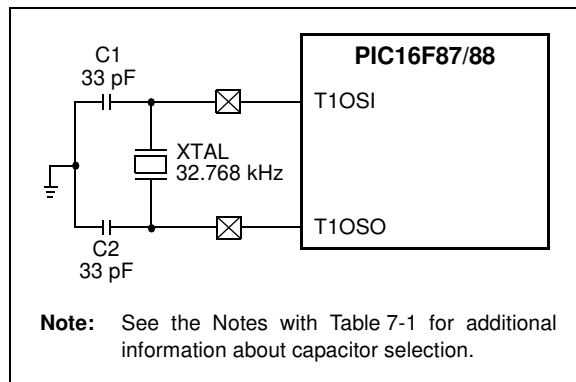 C1
33 pF
PIC16F87/88
T1OSI
XTAL
32.768 kHz
T1OSO
C2
33 pF
Note: See the Notes with Table 7-1 for additional
information about capacitor selection.